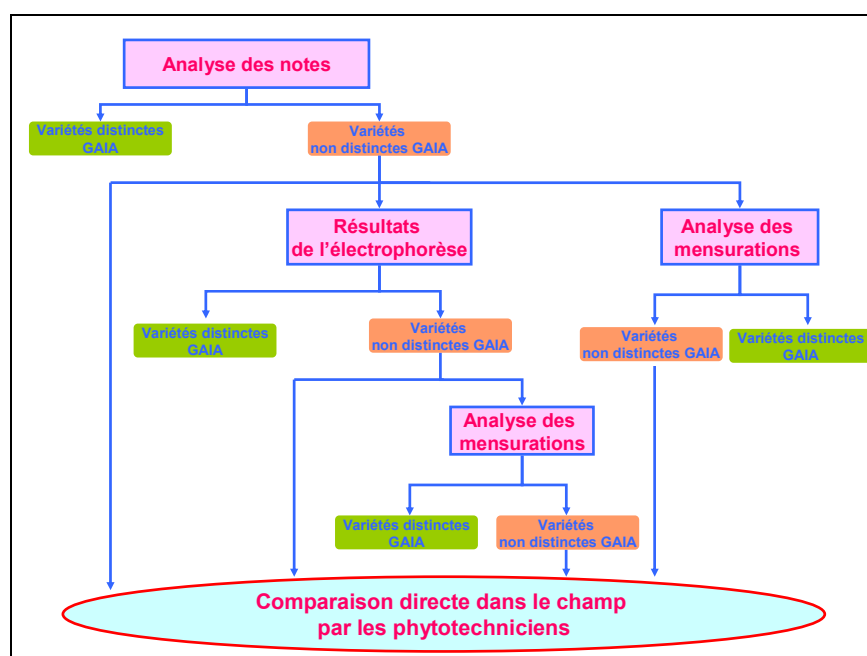 Analyse des notes
Variétés distinctes
GAIA
Variétés
non distinctes GAIA
Résultats
de l'électrophorèse
Analyse des
mensurations
Variétés distinctes
GAIA
Variétés
non distinctes GAIA
Variétés
non distinctes GAIA
Variétés distinctes
GAIA
Analyse des
mensurations
Variétés distinctes
GAIA
Variétés
non distinctes GAIA
Comparaison directe dans le champ
par les phytotechniciens